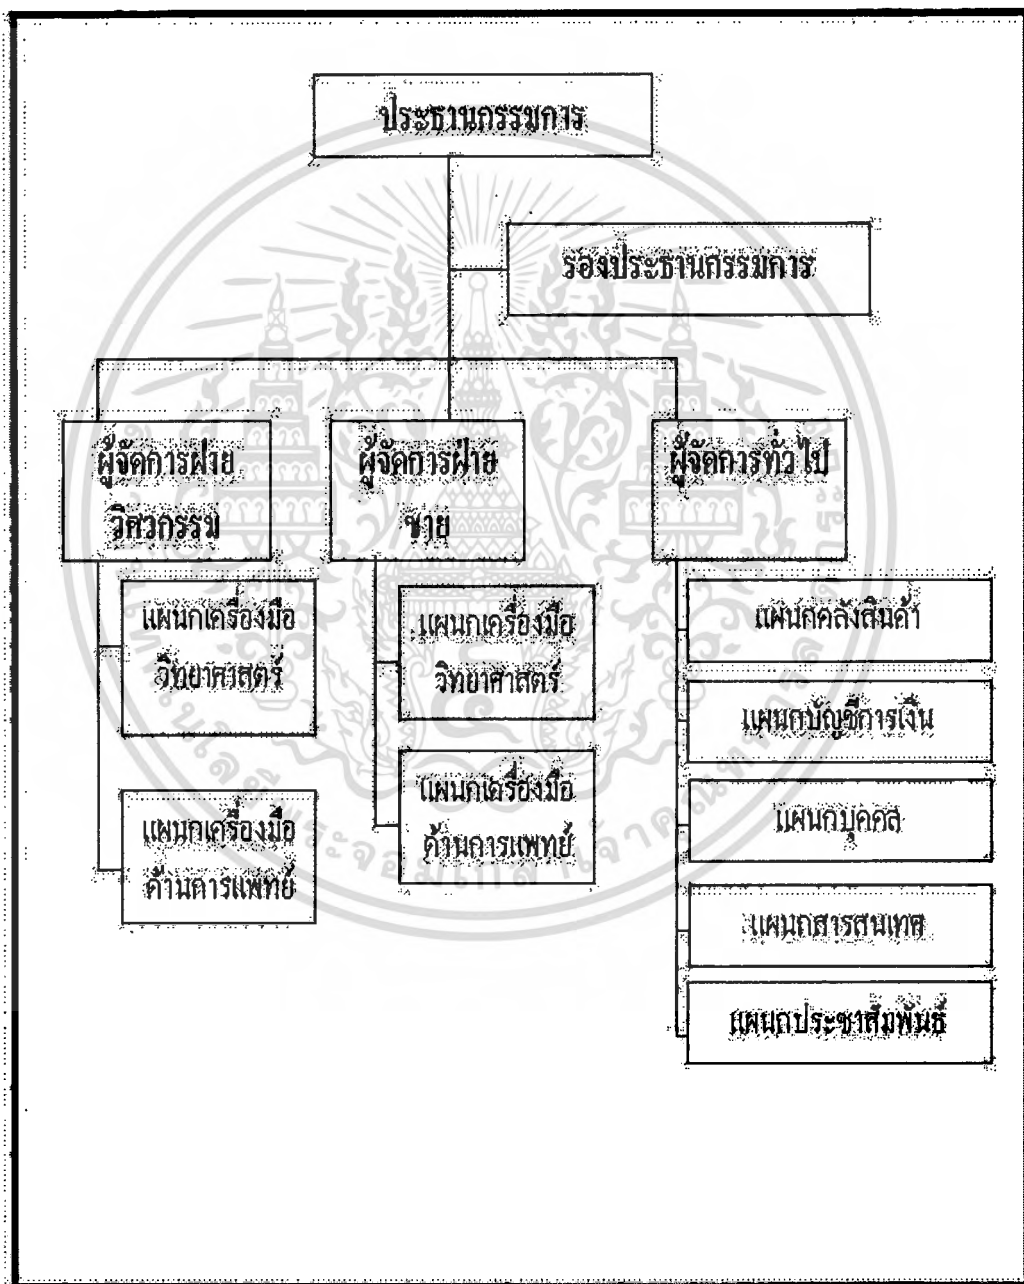 ประธานกรรมการ
รองประธานกรรมการ
ผู้จัดการฝ่าย
วิศวกรรม
ผู้จัดการฝ่าย
ขาย
ผู้จัดการทั่วไป
แผนกเครื่องมือ
วิทยาศาสตร์
แผนกเครื่องมือ
ด้านการแพทย์
แผนกเครื่องมือ
วิทยาศาสตร์
แผนกเครื่องมือ
ด้านการแพทย์
แผนกคลังสินค้า
แผนกบัญชีการเงิน
แผนกบุคคล
แผนกสารสนเทศ
แผนกประชาสัมพันธ์